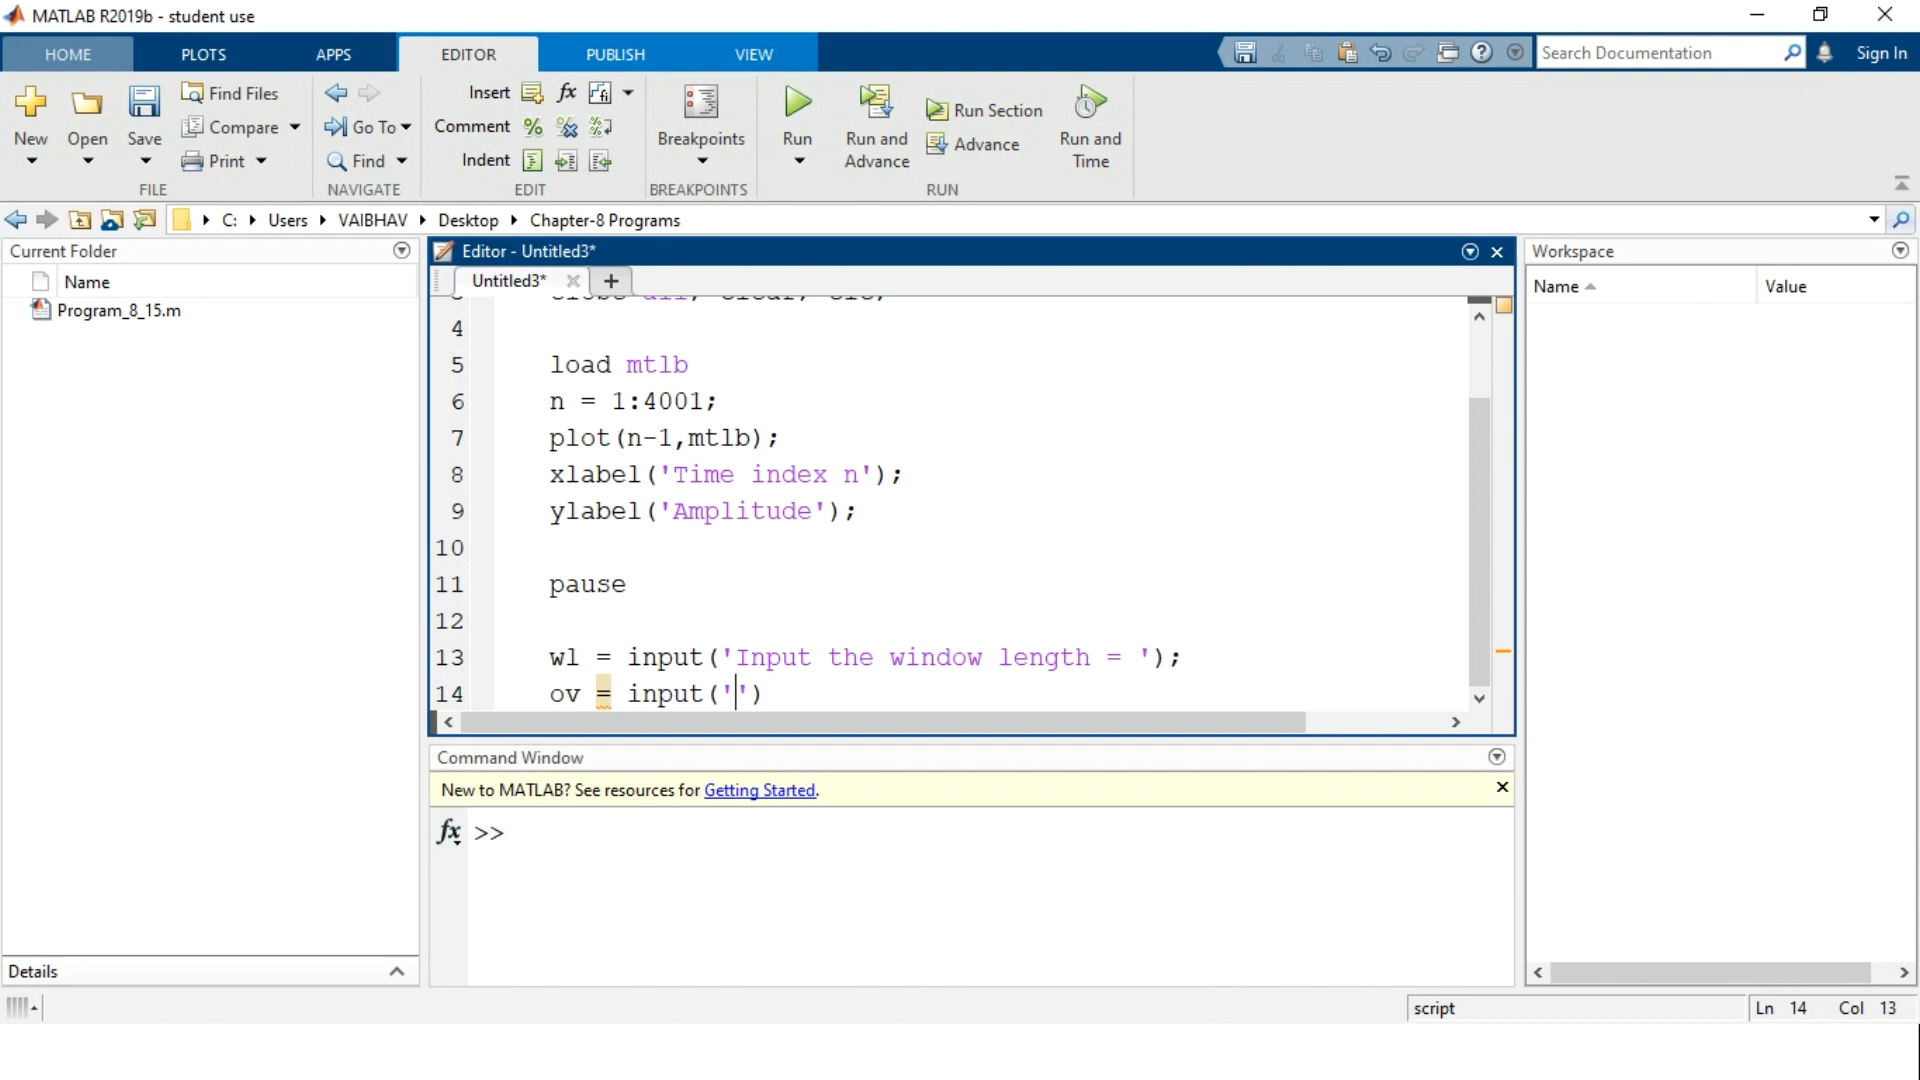 MATLAB R2019b - student use
HOME PLOTS APPS EDITOR PUBLISH VIEW Search Documentation Sign In
New Open Save Find Files Compare Print
FILE
Go To Find
NAVIGATE
Insert fx
Comment
Indent
EDIT
Breakpoints
BREAKPOINTS
Run Run and Advance Run Section Advance Run and Time
RUN
C: Users VAIBHAV Desktop Chapter-8 Programs
Current Folder
Name
Program_8_15.m
Details
Editor - Untitled3*
Untitled3* +
4
5 load mtlb
6 n = 1:4001;
7 plot(n-1,mtlb);
8 xlabel('Time index n');
9 ylabel('Amplitude');
10
11 pause
12
13 wl = input('Input the window length = ');
14 ov = input('')
Command Window
New to MATLAB? See resources for Getting Started.
fx >>
Workspace
Name Value
script Ln 14 Col 13